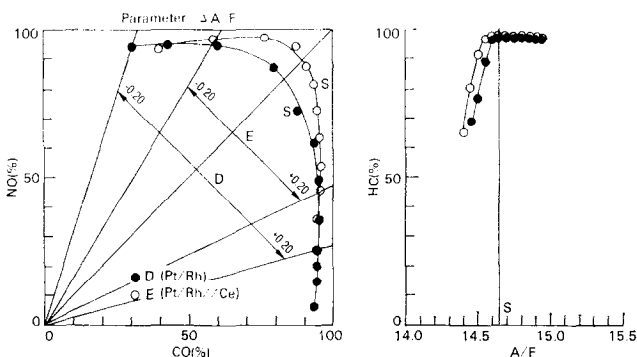 Parameter Δ A/F
100
50
0
NO(%)
0
50
100
CO(%)
-0.20
-0.20
E
D
+0.20
+0.20
S
S
D (Pt/Rh)
E (Pt/Rh/Ce)
100
50
0
HC(%)
14.0
14.5
15.0
15.5
A/F
S